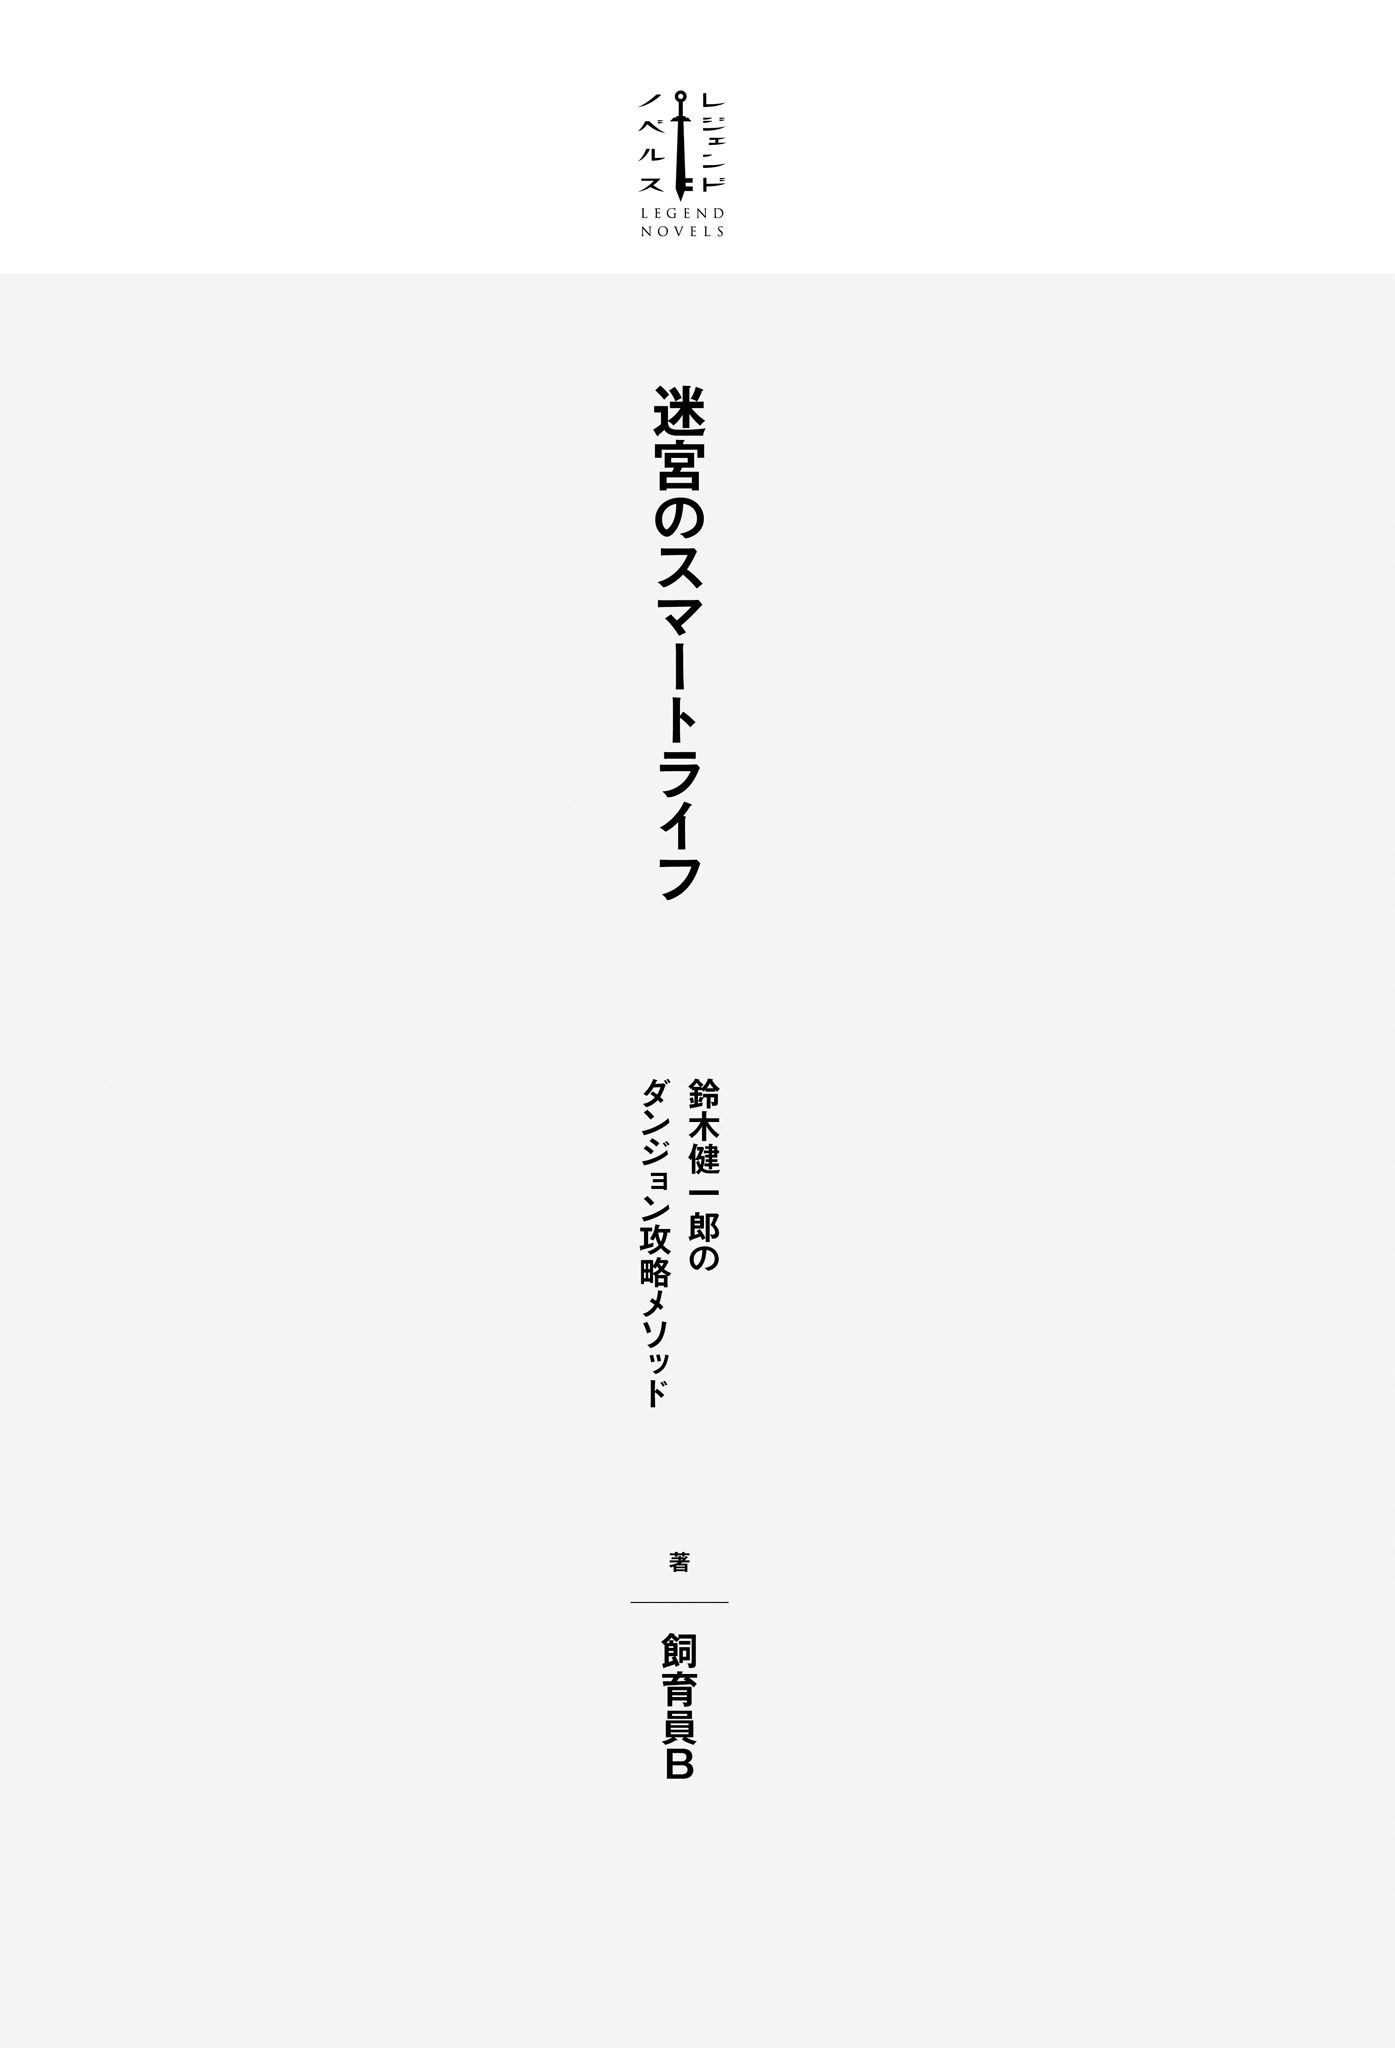 レジェンド
ノベルス
LEGEND
NOVELS
迷宮のスマートライフ
鈴木健一郎の
ダンジョン攻略メソッド
著
飼育員B